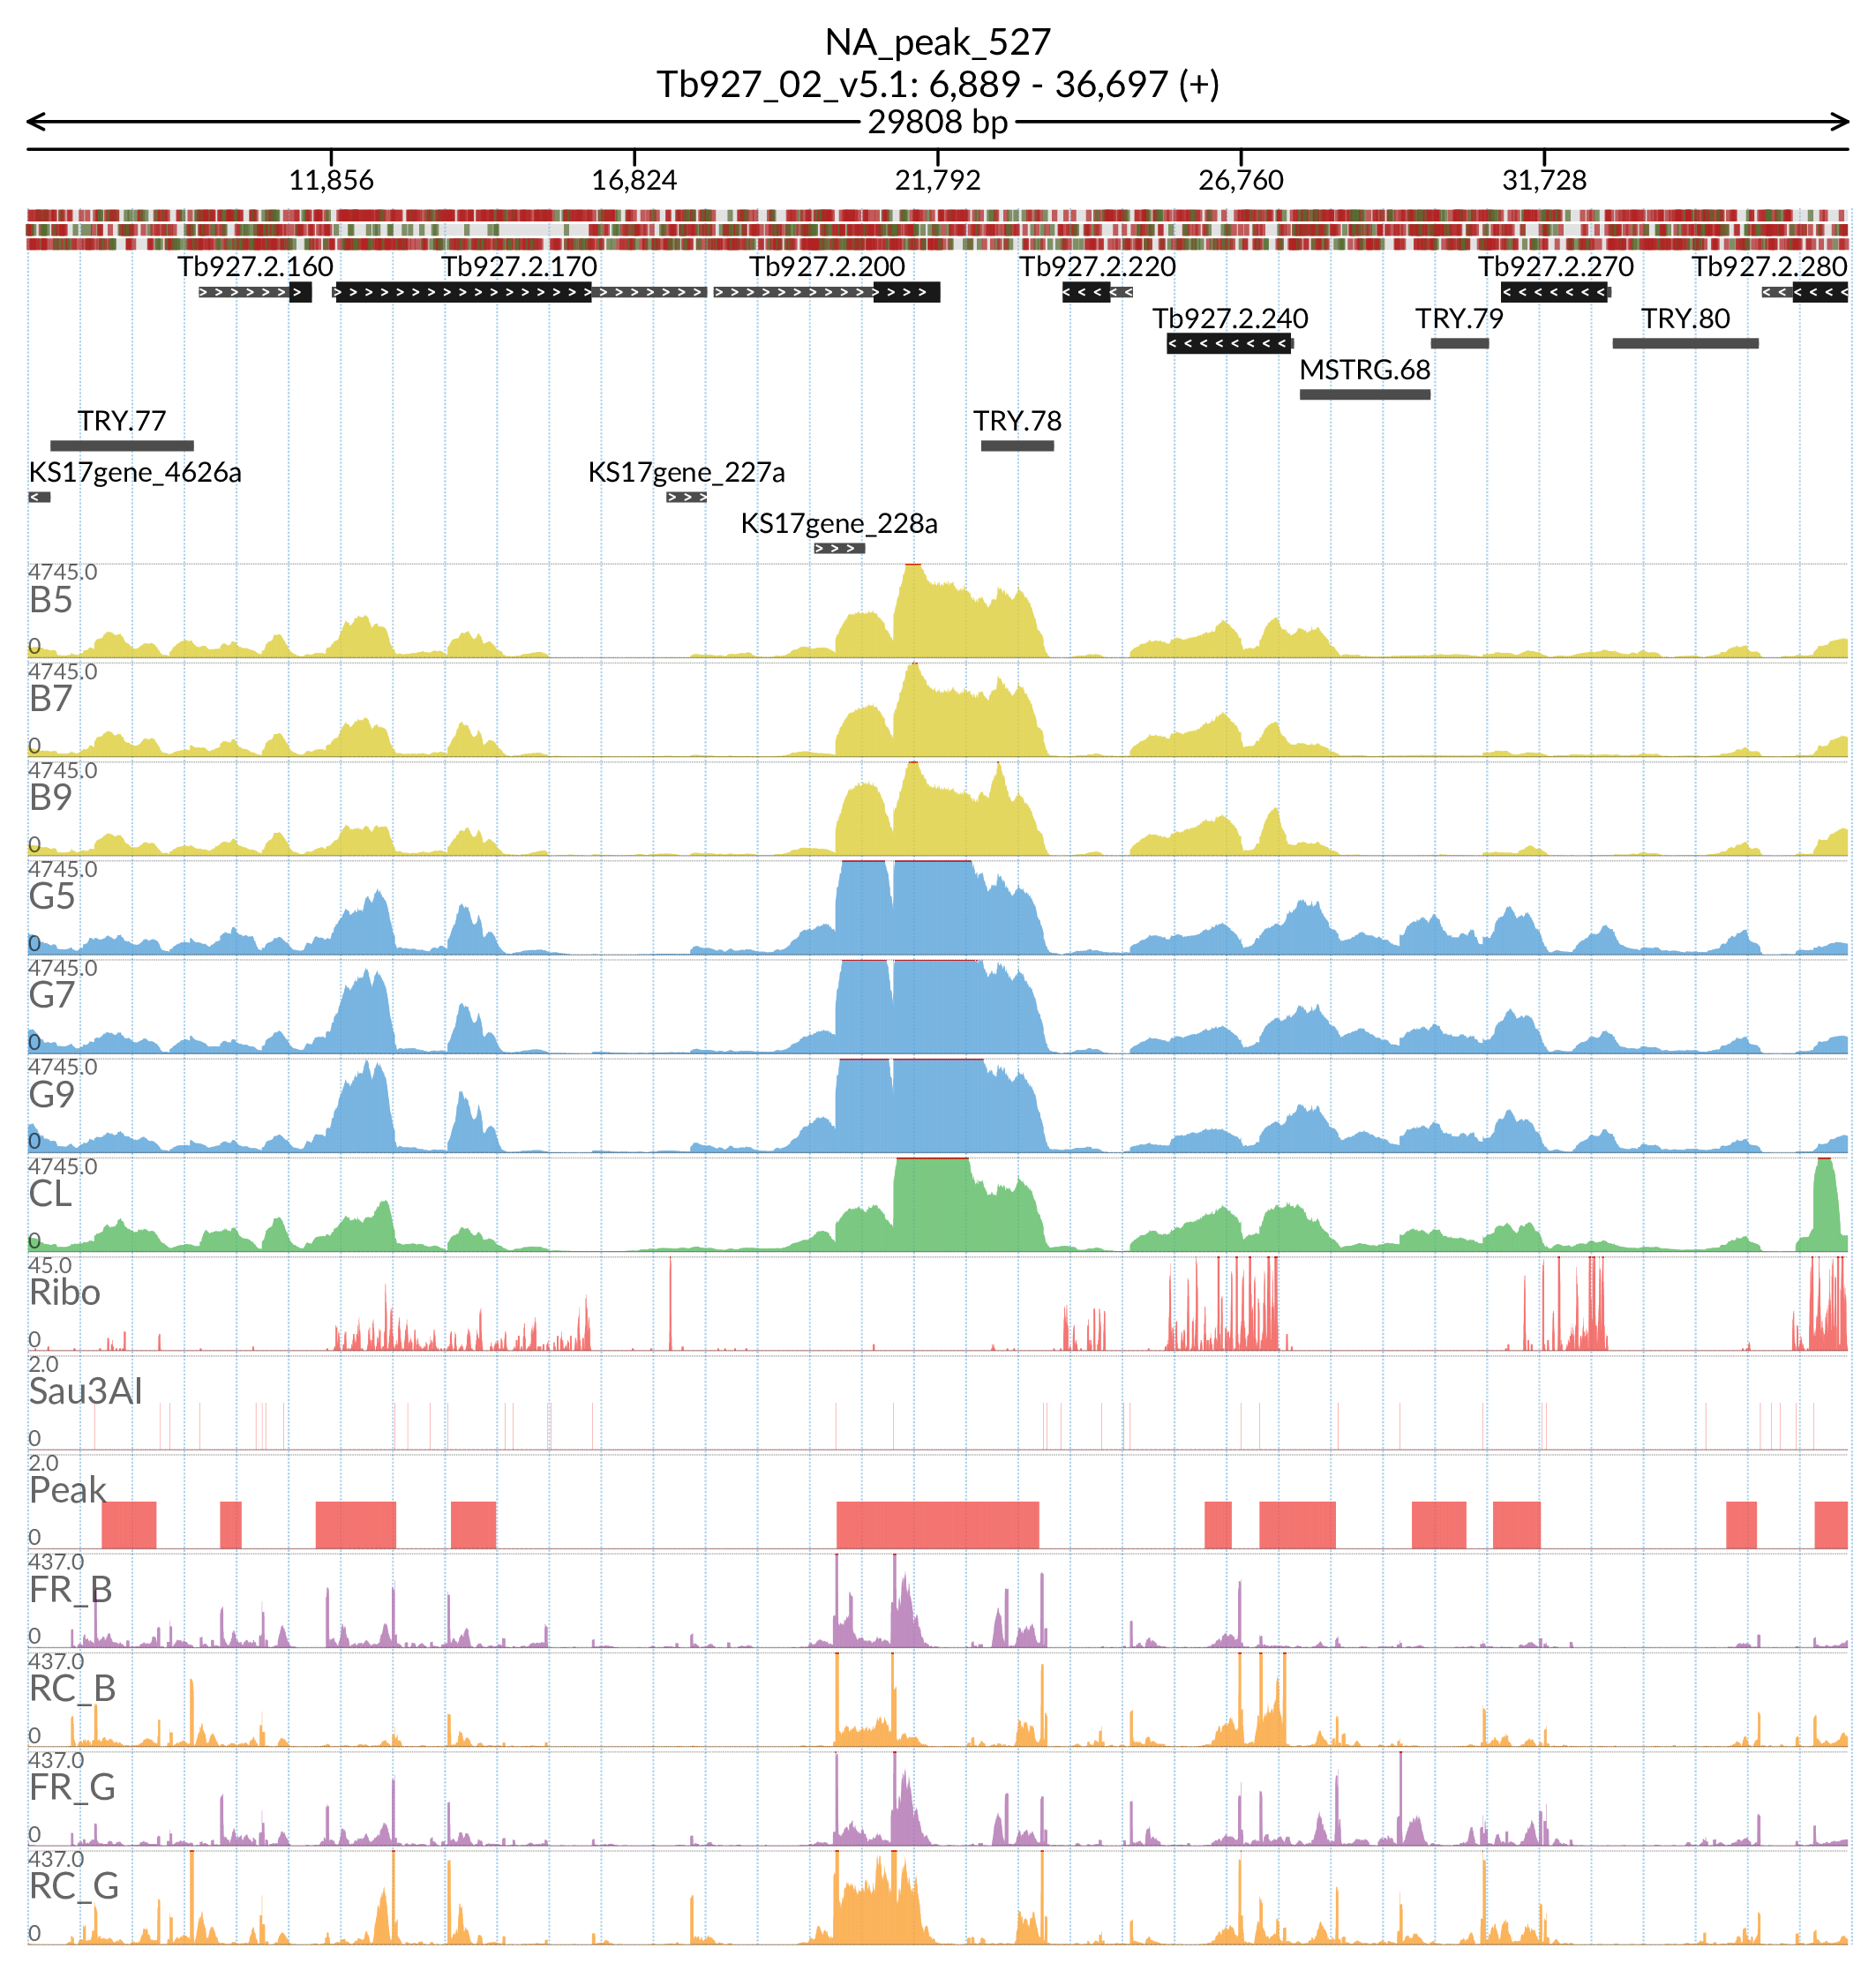 NA_peak_527
Tb927_02_v5.1: 6,889 - 36,697 (+)
29808 bp
11,856 16,824 21,792 26,760 31,728
Tb927.2.160 Tb927.2.170 Tb927.2.200 Tb927.2.220 Tb927.2.270 Tb927.2.280
Tb927.2.240 TRY.79 TRY.80
MSTRG.68
TRY.77 TRY.78
KS17gene_4626a KS17gene_227a
KS17gene_228a
4745.0
B5
0
4745.0
B7
0
4745.0
B9
0
4745.0
G5
0
4745.0
G7
0
4745.0
G9
0
4745.0
CL
0
45.0
Ribo
0
2.0
Sau3AI
0
2.0
Peak
0
437.0
FR_B
0
437.0
RC_B
0
437.0
FR_G
0
437.0
RC_G
0